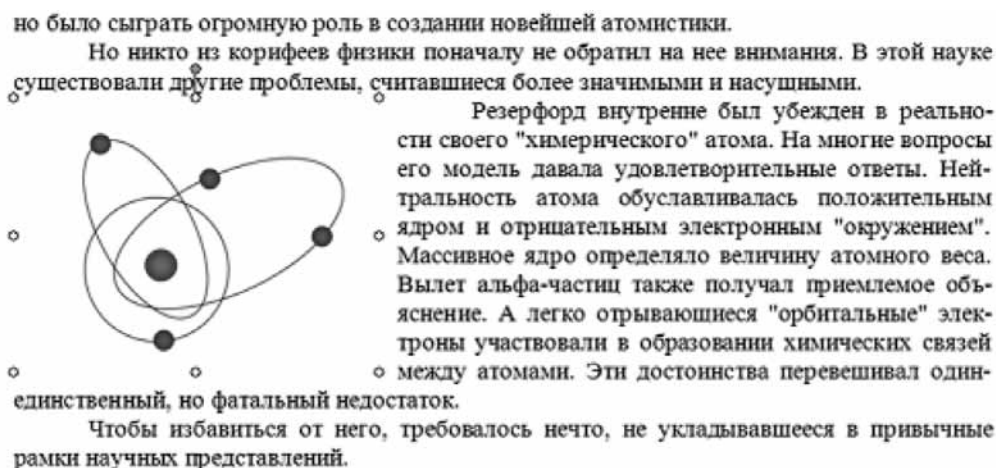 но было сыграть огромную роль в создании новейшей атомистики.
Но никто из корифеев физики поначалу не обратил на нее внимания. В этой науке
существовали другие проблемы, считавшиеся более значимыми и насущными.
Резерфорд внутренне был убежден в реально-
сти своего "химерического" атома. На многие вопросы
его модель давала удовлетворительные ответы. Ней-
тральность атома обуславливалась положительным
ядром и отрицательным электронным "окружением".
Массивное ядро определяло величину атомного веса.
Вылет альфа-частиц также получал приемлемое объ-
яснение. А легко отрывающиеся "орбитальные" элек-
троны участвовали в образовании химических связей
между атомами. Эти достоинства перевешивал один-
единственный, но фатальный недостаток.
Чтобы избавиться от него, требовалось нечто, не укладывавшееся в привычные
рамки научных представлений.